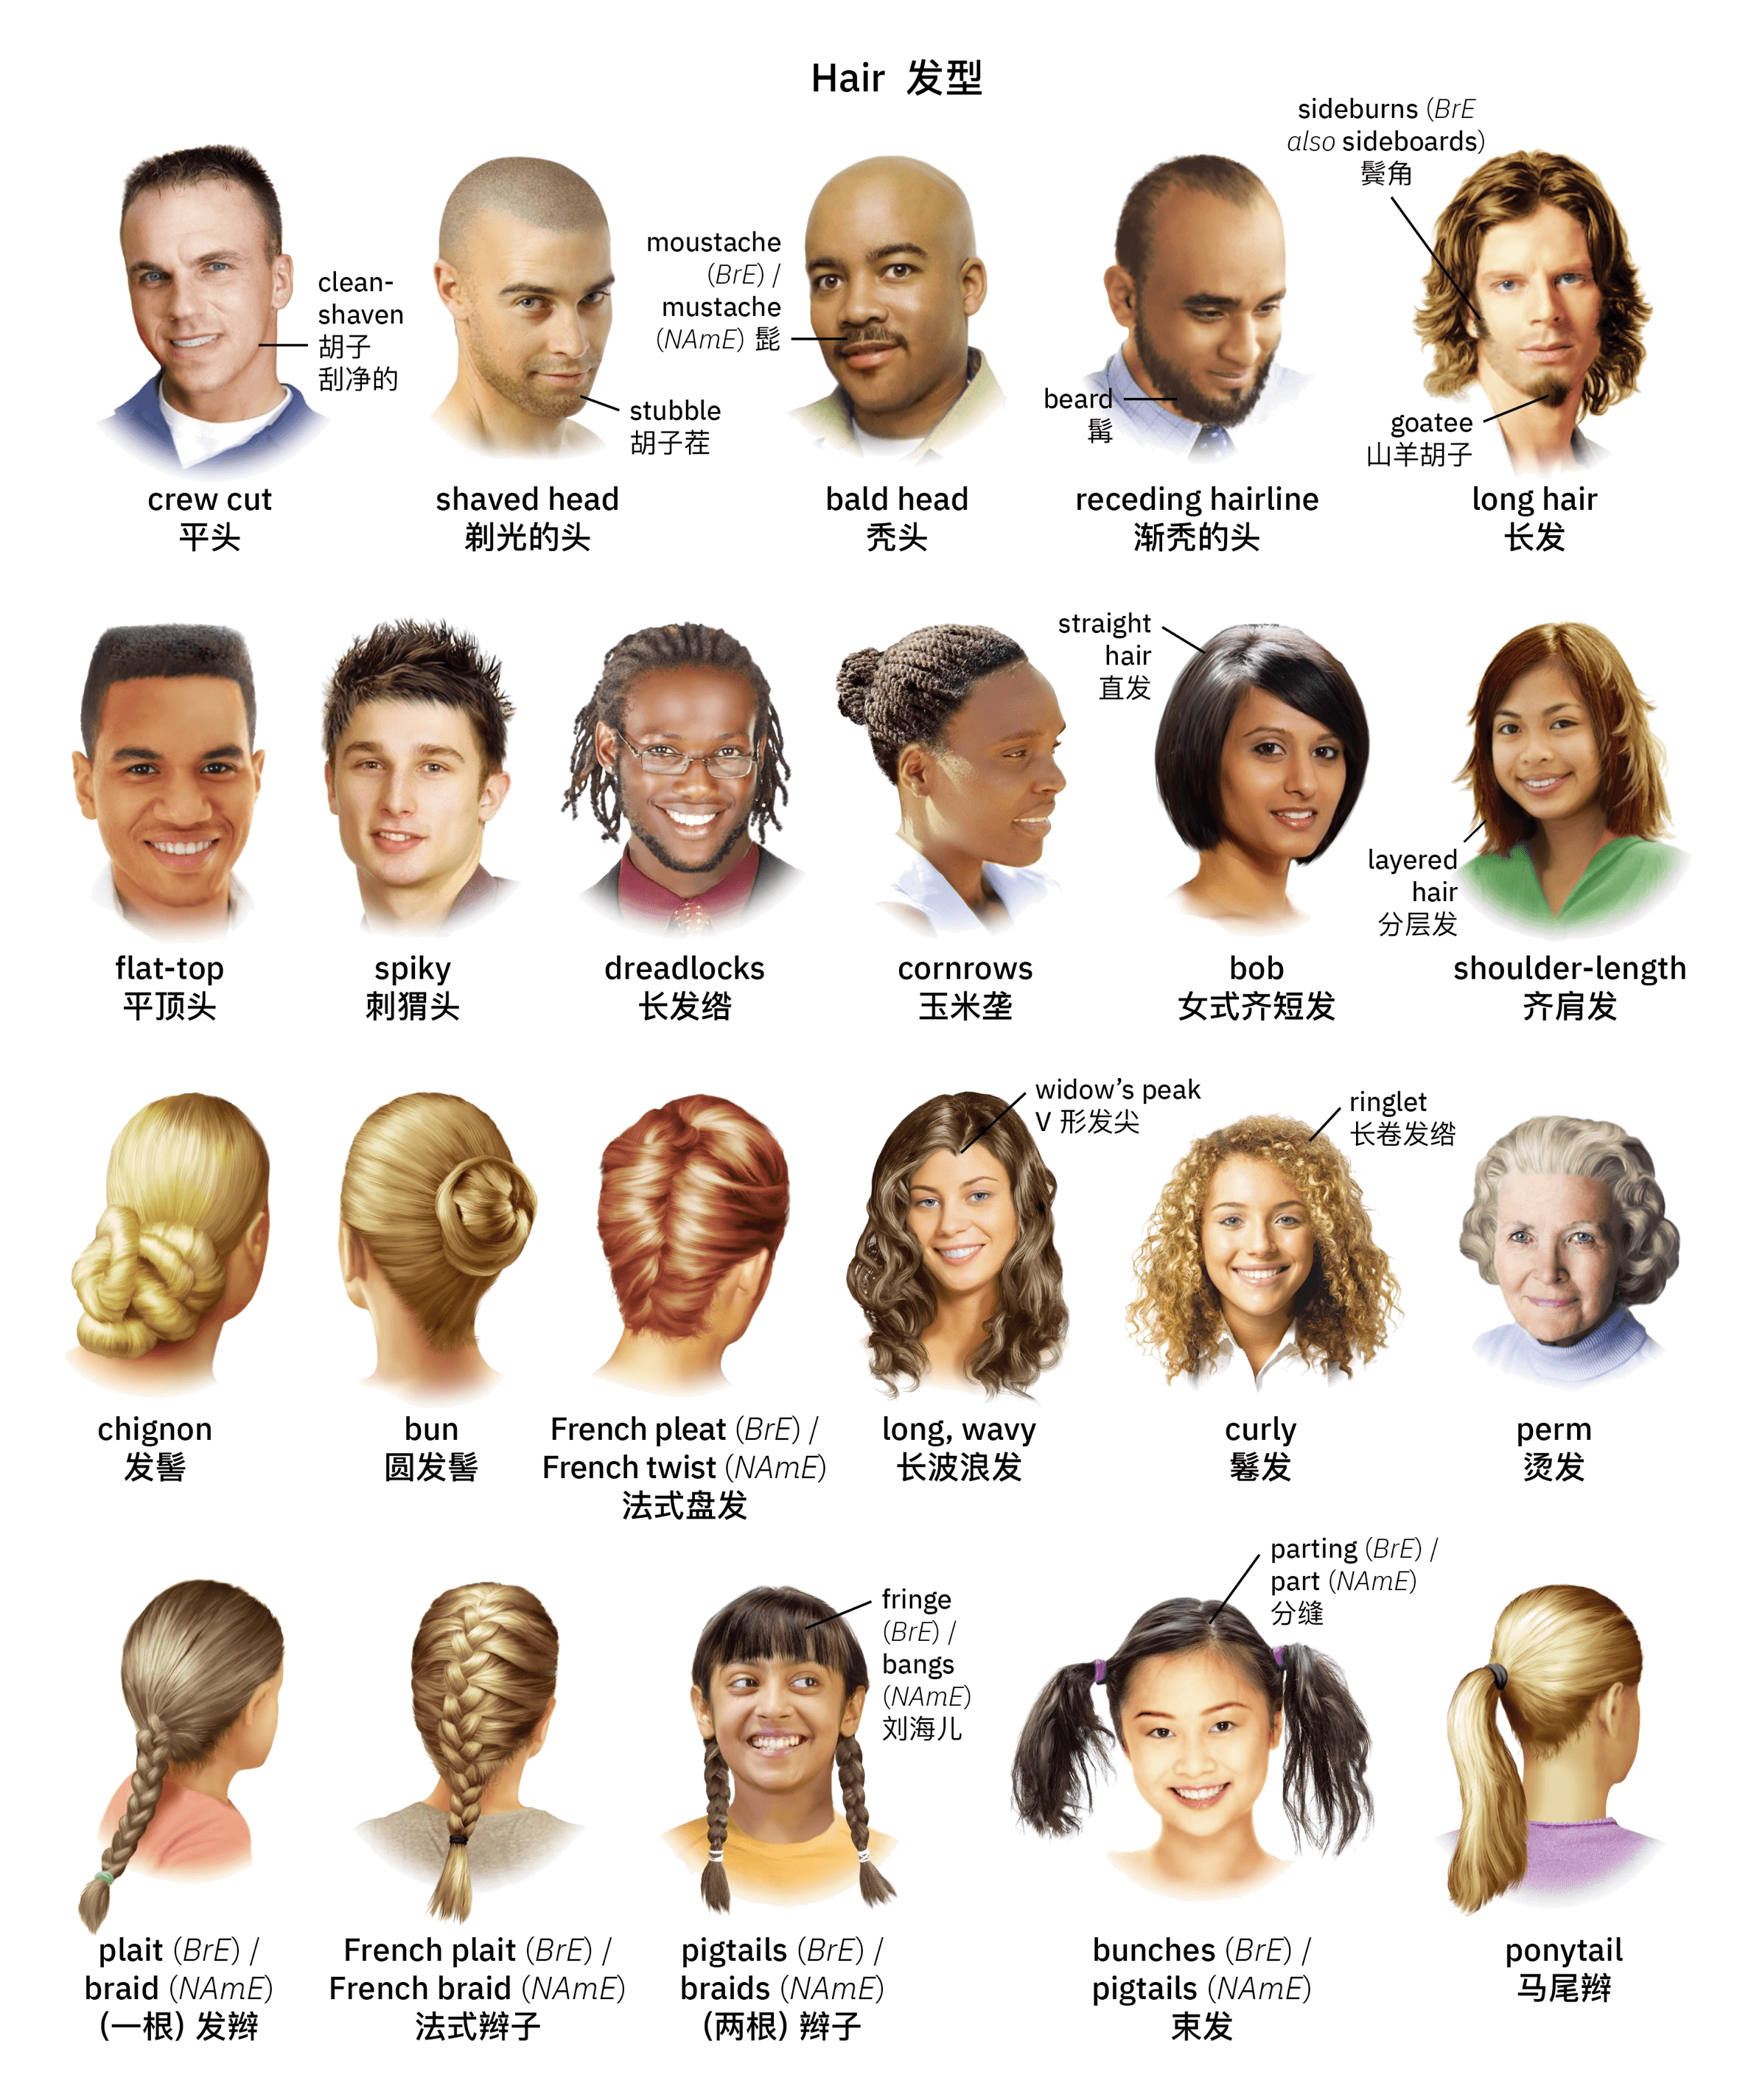 Hair 发型
sideburns (BrE
also sideboards)
鬓角
clean-
shaven
胡子
刮净的
stubble
胡子茬
moustache
(BrE) /
mustache
(NAmE) 髭
beard
髯
goatee
山羊胡子
crew cut
平头
shaved head
剃光的头
bald head
秃头
receding hairline
渐秃的头
long hair
长发
straight
hair
直发
layered
hair
分层发
flat-top
平顶头
spiky
刺猬头
dreadlocks
长发绺
cornrows
玉米垄
bob
女式齐短发
shoulder-length
齐肩发
widow's peak
V 形发尖
ringlet
长卷发绺
chignon
发髻
bun
圆发髻
French pleat (BrE) /
French twist (NAmE)
法式盘发
long, wavy
长波浪发
curly
鬈发
perm
烫发
fringe
(BrE) /
bangs
(NAmE)
刘海儿
parting (BrE) /
part (NAmE)
分缝
plait (BrE) /
braid (NAmE)
(一根) 发辫
French plait (BrE) /
French braid (NAmE)
法式辫子
pigtails (BrE) /
braids (NAmE)
(两根) 辫子
bunches (BrE) /
pigtails (NAmE)
束发
ponytail
马尾辫